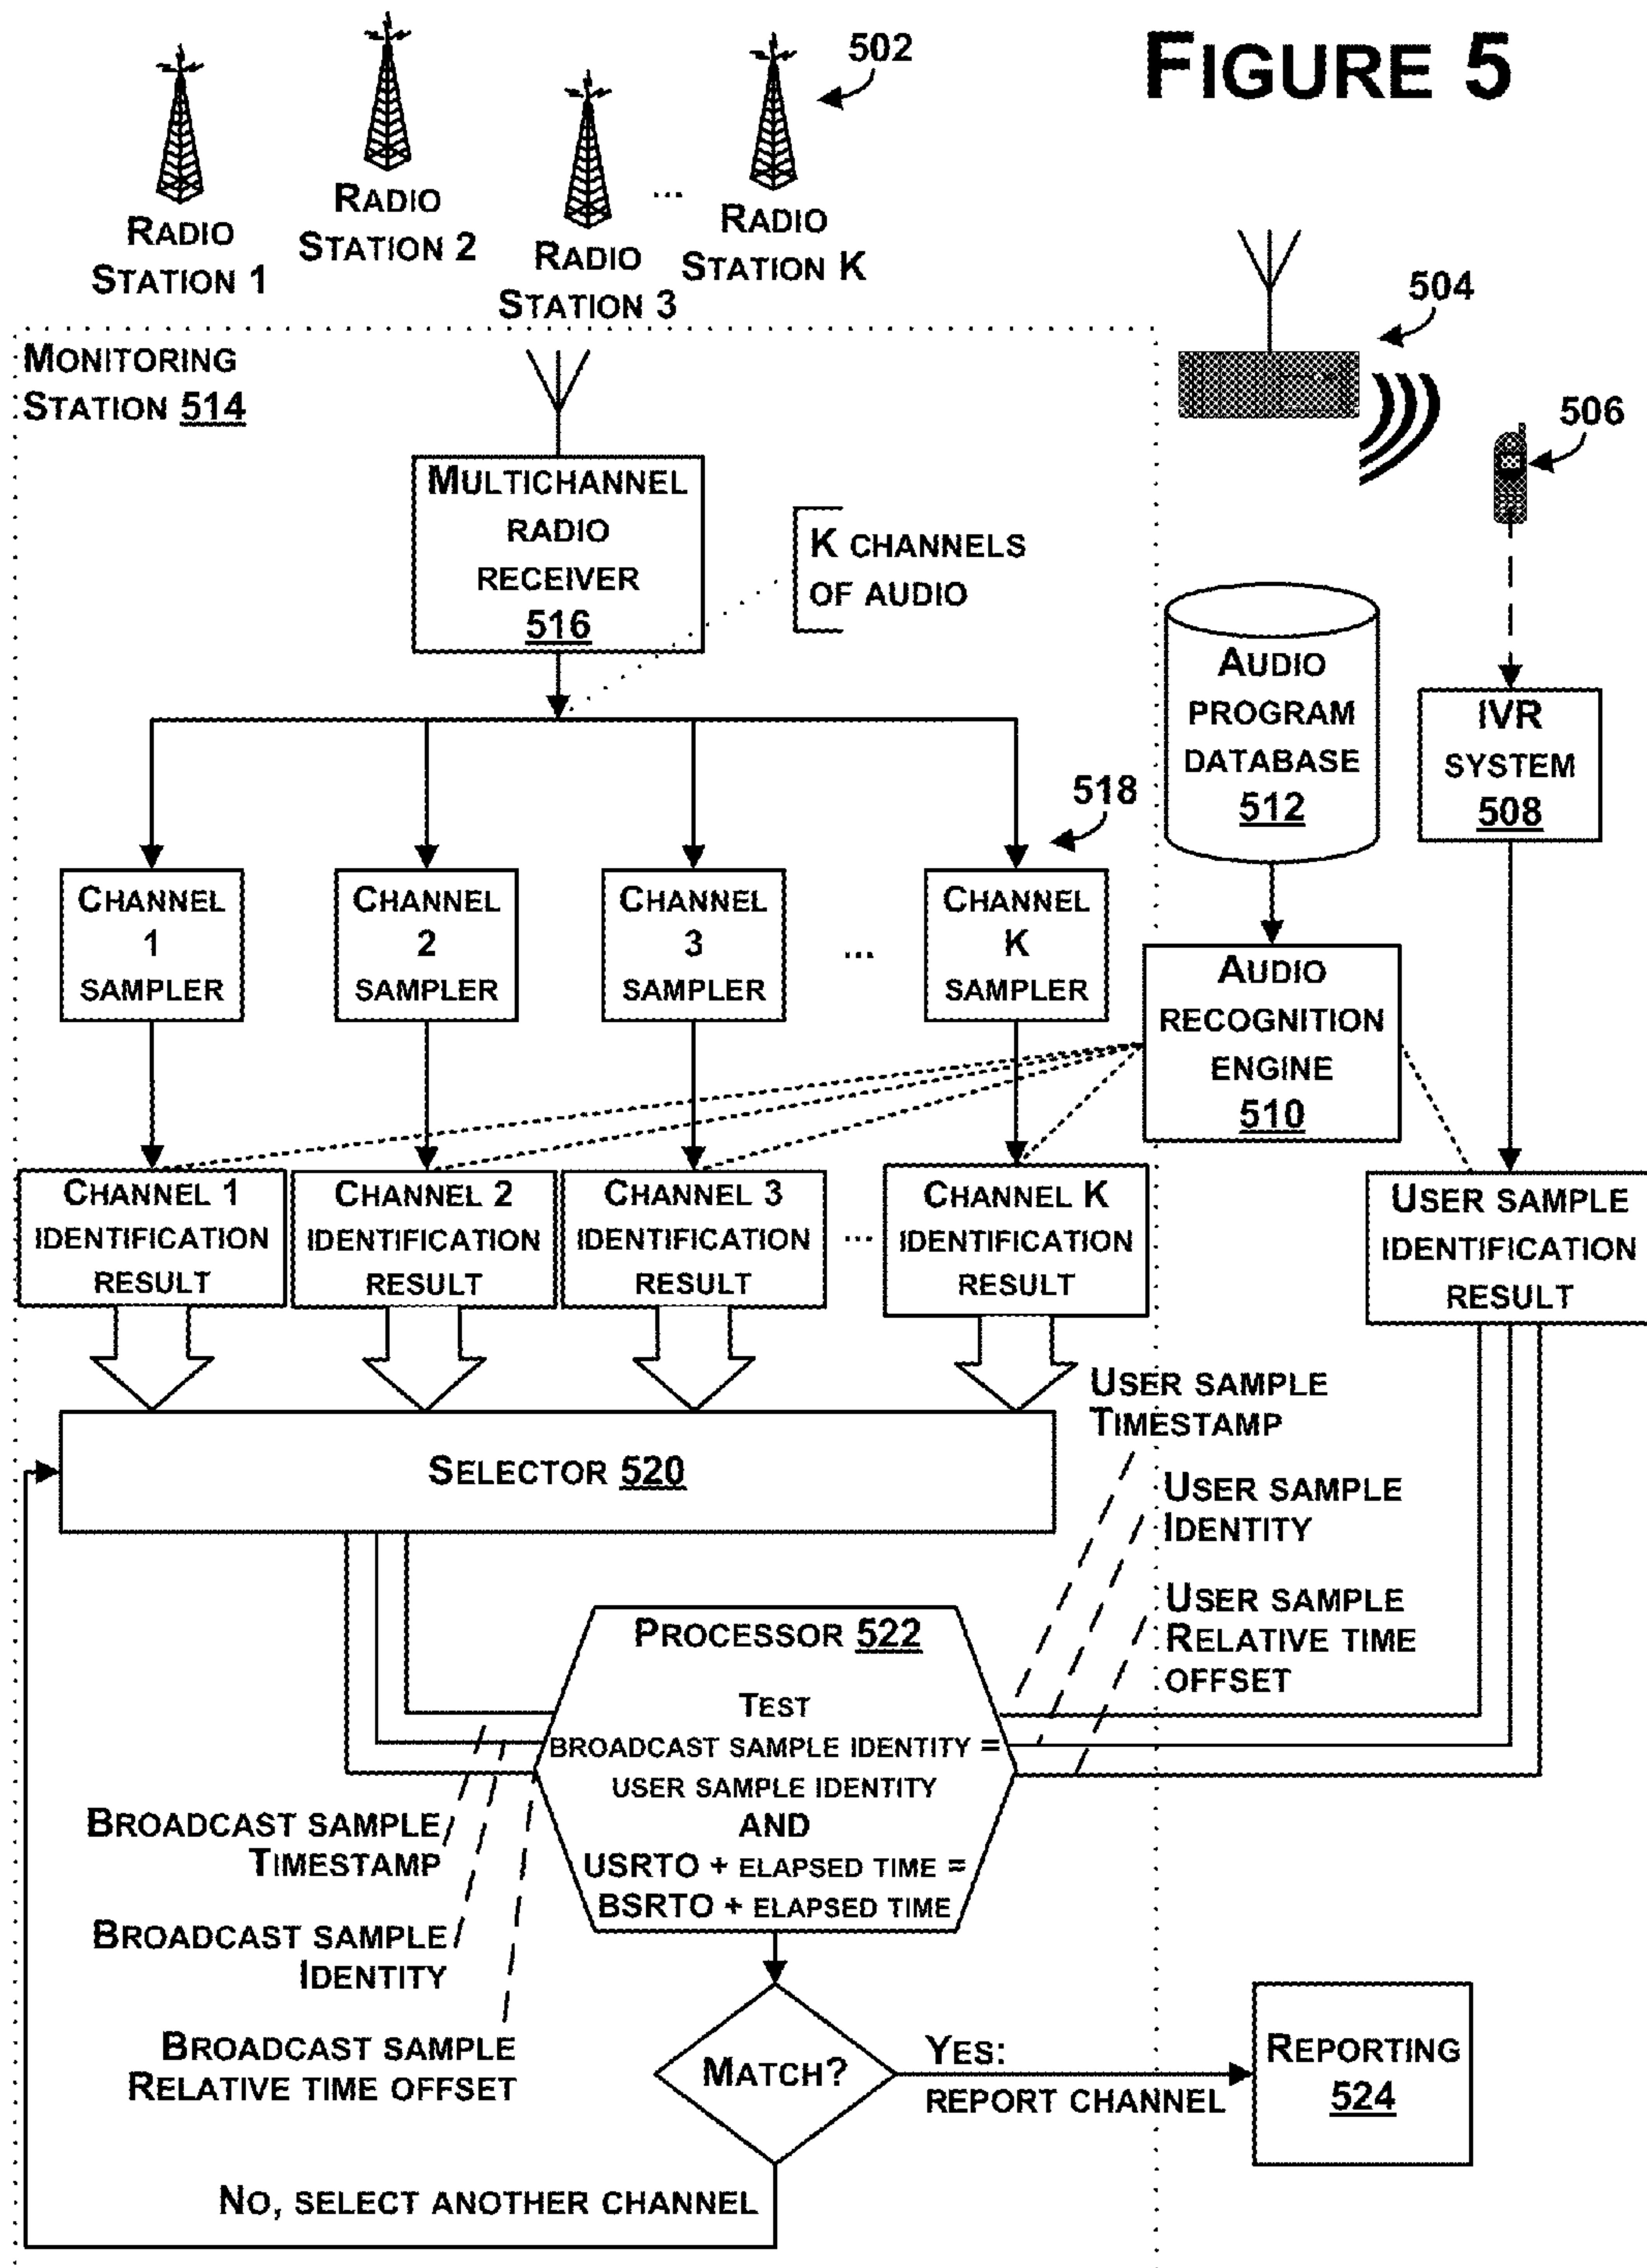 FIGURE 5
502
RADIO
STATION 1
RADIO
STATION 2
RADIO
STATION 3
...
RADIO
STATION K
504
506
MONITORING
STATION 514
MULTICHANNEL
RADIO
RECEIVER
516
K CHANNELS
OF AUDIO
AUDIO
PROGRAM
DATABASE
512
IVR
SYSTEM
508
518
CHANNEL
1
SAMPLER
CHANNEL
2
SAMPLER
CHANNEL
3
SAMPLER
...
CHANNEL
K
SAMPLER
AUDIO
RECOGNITION
ENGINE
510
CHANNEL 1
IDENTIFICATION
RESULT
CHANNEL 2
IDENTIFICATION
RESULT
CHANNEL 3
IDENTIFICATION
RESULT
...
CHANNEL K
IDENTIFICATION
RESULT
USER SAMPLE
IDENTIFICATION
RESULT
SELECTOR 520
USER SAMPLE
TIMESTAMP
USER SAMPLE
IDENTITY
USER SAMPLE
RELATIVE TIME
OFFSET
PROCESSOR 522
TEST
BROADCAST SAMPLE IDENTITY =
USER SAMPLE IDENTITY
AND
USRTO + ELAPSED TIME =
BSRTO + ELAPSED TIME
BROADCAST SAMPLE
TIMESTAMP
BROADCAST SAMPLE
IDENTITY
BROADCAST SAMPLE
RELATIVE TIME OFFSET
MATCH?
YES:
REPORT CHANNEL
REPORTING
524
NO, SELECT ANOTHER CHANNEL